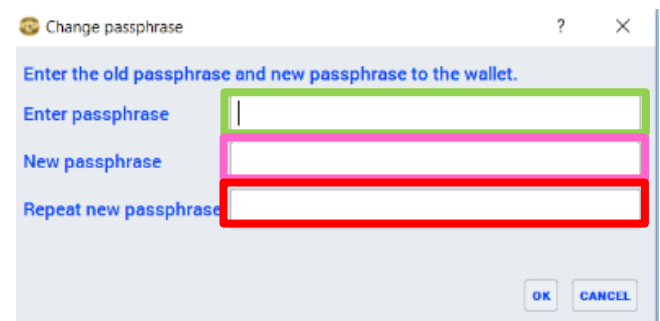 Change passphrase ? ×
Enter the old passphrase and new passphrase to the wallet.
Enter passphrase
New passphrase
Repeat new passphrase
OK CANCEL